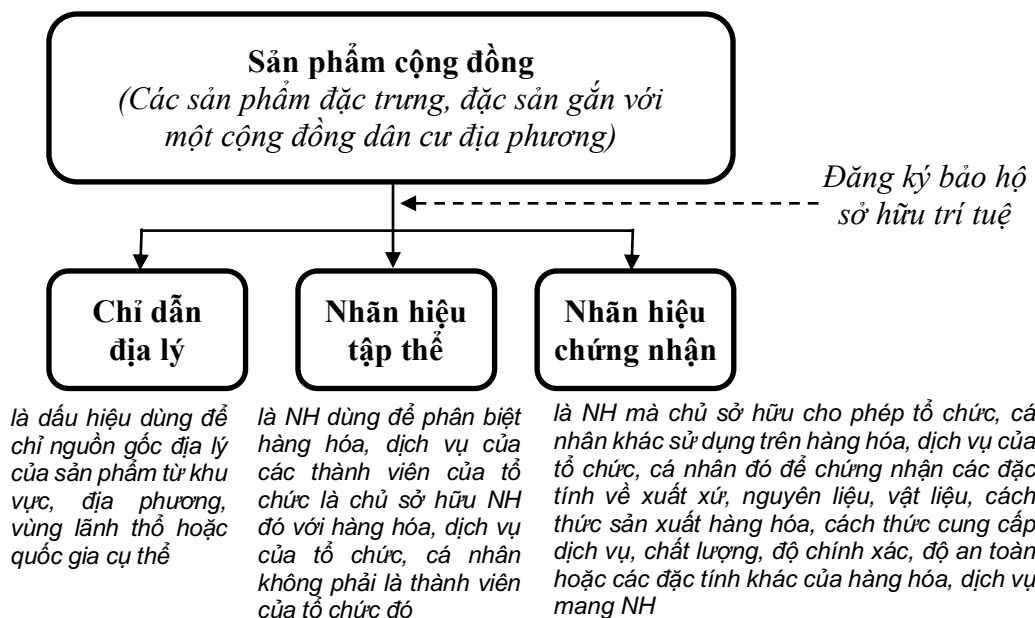 Sản phẩm cộng đồng
(Các sản phẩm đặc trưng, đặc sản gắn với
một cộng đồng dân cư địa phương)
Đăng ký bảo hộ
sở hữu trí tuệ
Chỉ dẫn
địa lý
Nhãn hiệu
tập thể
Nhãn hiệu
chứng nhận
là dấu hiệu dùng để
chỉ nguồn gốc địa lý
của sản phẩm từ khu
vực, địa phương,
vùng lãnh thổ hoặc
quốc gia cụ thể
là NH dùng để phân biệt
hàng hóa, dịch vụ của
các thành viên của tổ
chức là chủ sở hữu NH
đó với hàng hóa, dịch vụ
của tổ chức, cá nhân
không phải là thành viên
của tổ chức đó
là NH mà chủ sở hữu cho phép tổ chức, cá
nhân khác sử dụng trên hàng hóa, dịch vụ của
tổ chức, cá nhân đó để chứng nhận các đặc
tính về xuất xứ, nguyên liệu, vật liệu, cách
thức sản xuất hàng hóa, cách thức cung cấp
dịch vụ, chất lượng, độ chính xác, độ an toàn
hoặc các đặc tính khác của hàng hóa, dịch vụ
mang NH